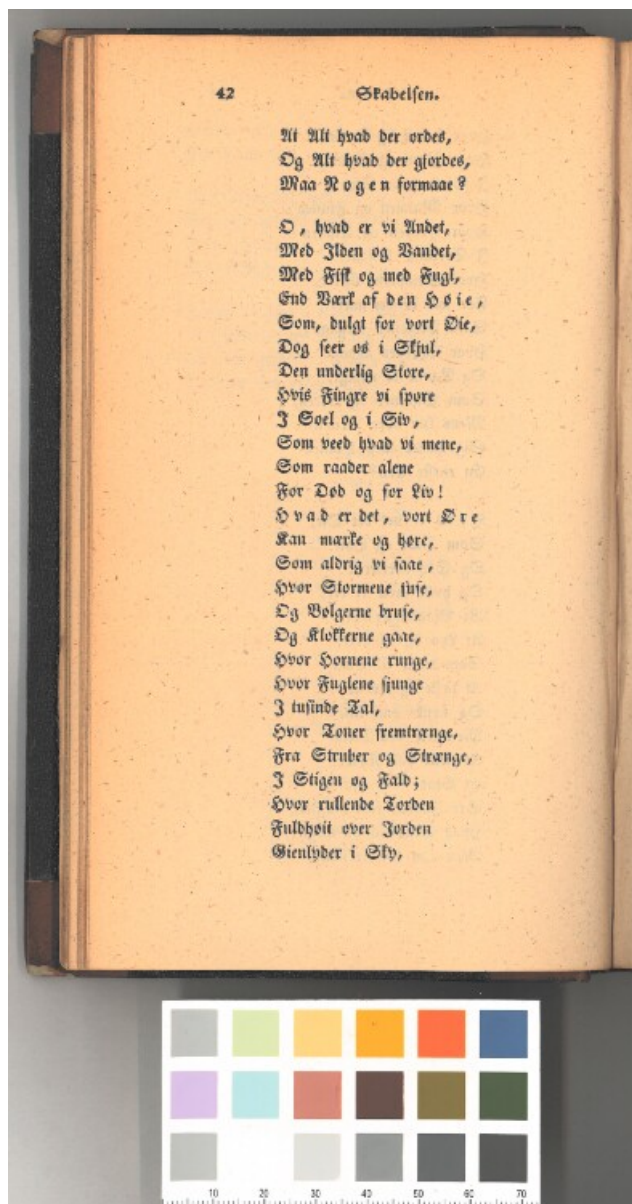 42 Skabelsen.
At Alt hvad der ordes,
Og Alt hvad der gjordes,
Maa Nogen formaae?
O, hvad er vi Andet,
Med Ilden og Vandet,
Med Fisk og med Fugl,
End Værk af den Høie,
Som, dulgt for vort Øie,
Dog seer os i Skjul,
Den underlig Store,
Hvis Fingre vi spore
I Soel og i Siv,
Som veed hvad vi mene,
Som raader alene
For Død og for Liv!
Hvad er det, vort Øre
Kan mærke og høre,
Som aldrig vi saae,
Hvor Stormene suse,
Og Bølgerne bruse,
Og Klokkerne gaae,
Hvor Hornene runge,
Hvor Fuglene sjunge
I tusinde Tal,
Hvor Toner fremtrænge,
Fra Struber og Strænge,
I Stigen og Fald;
Hvor rullende Torden
Fuldhøit over Jorden
Gienlyder i Sky,
10 20 30 40 50 60 70